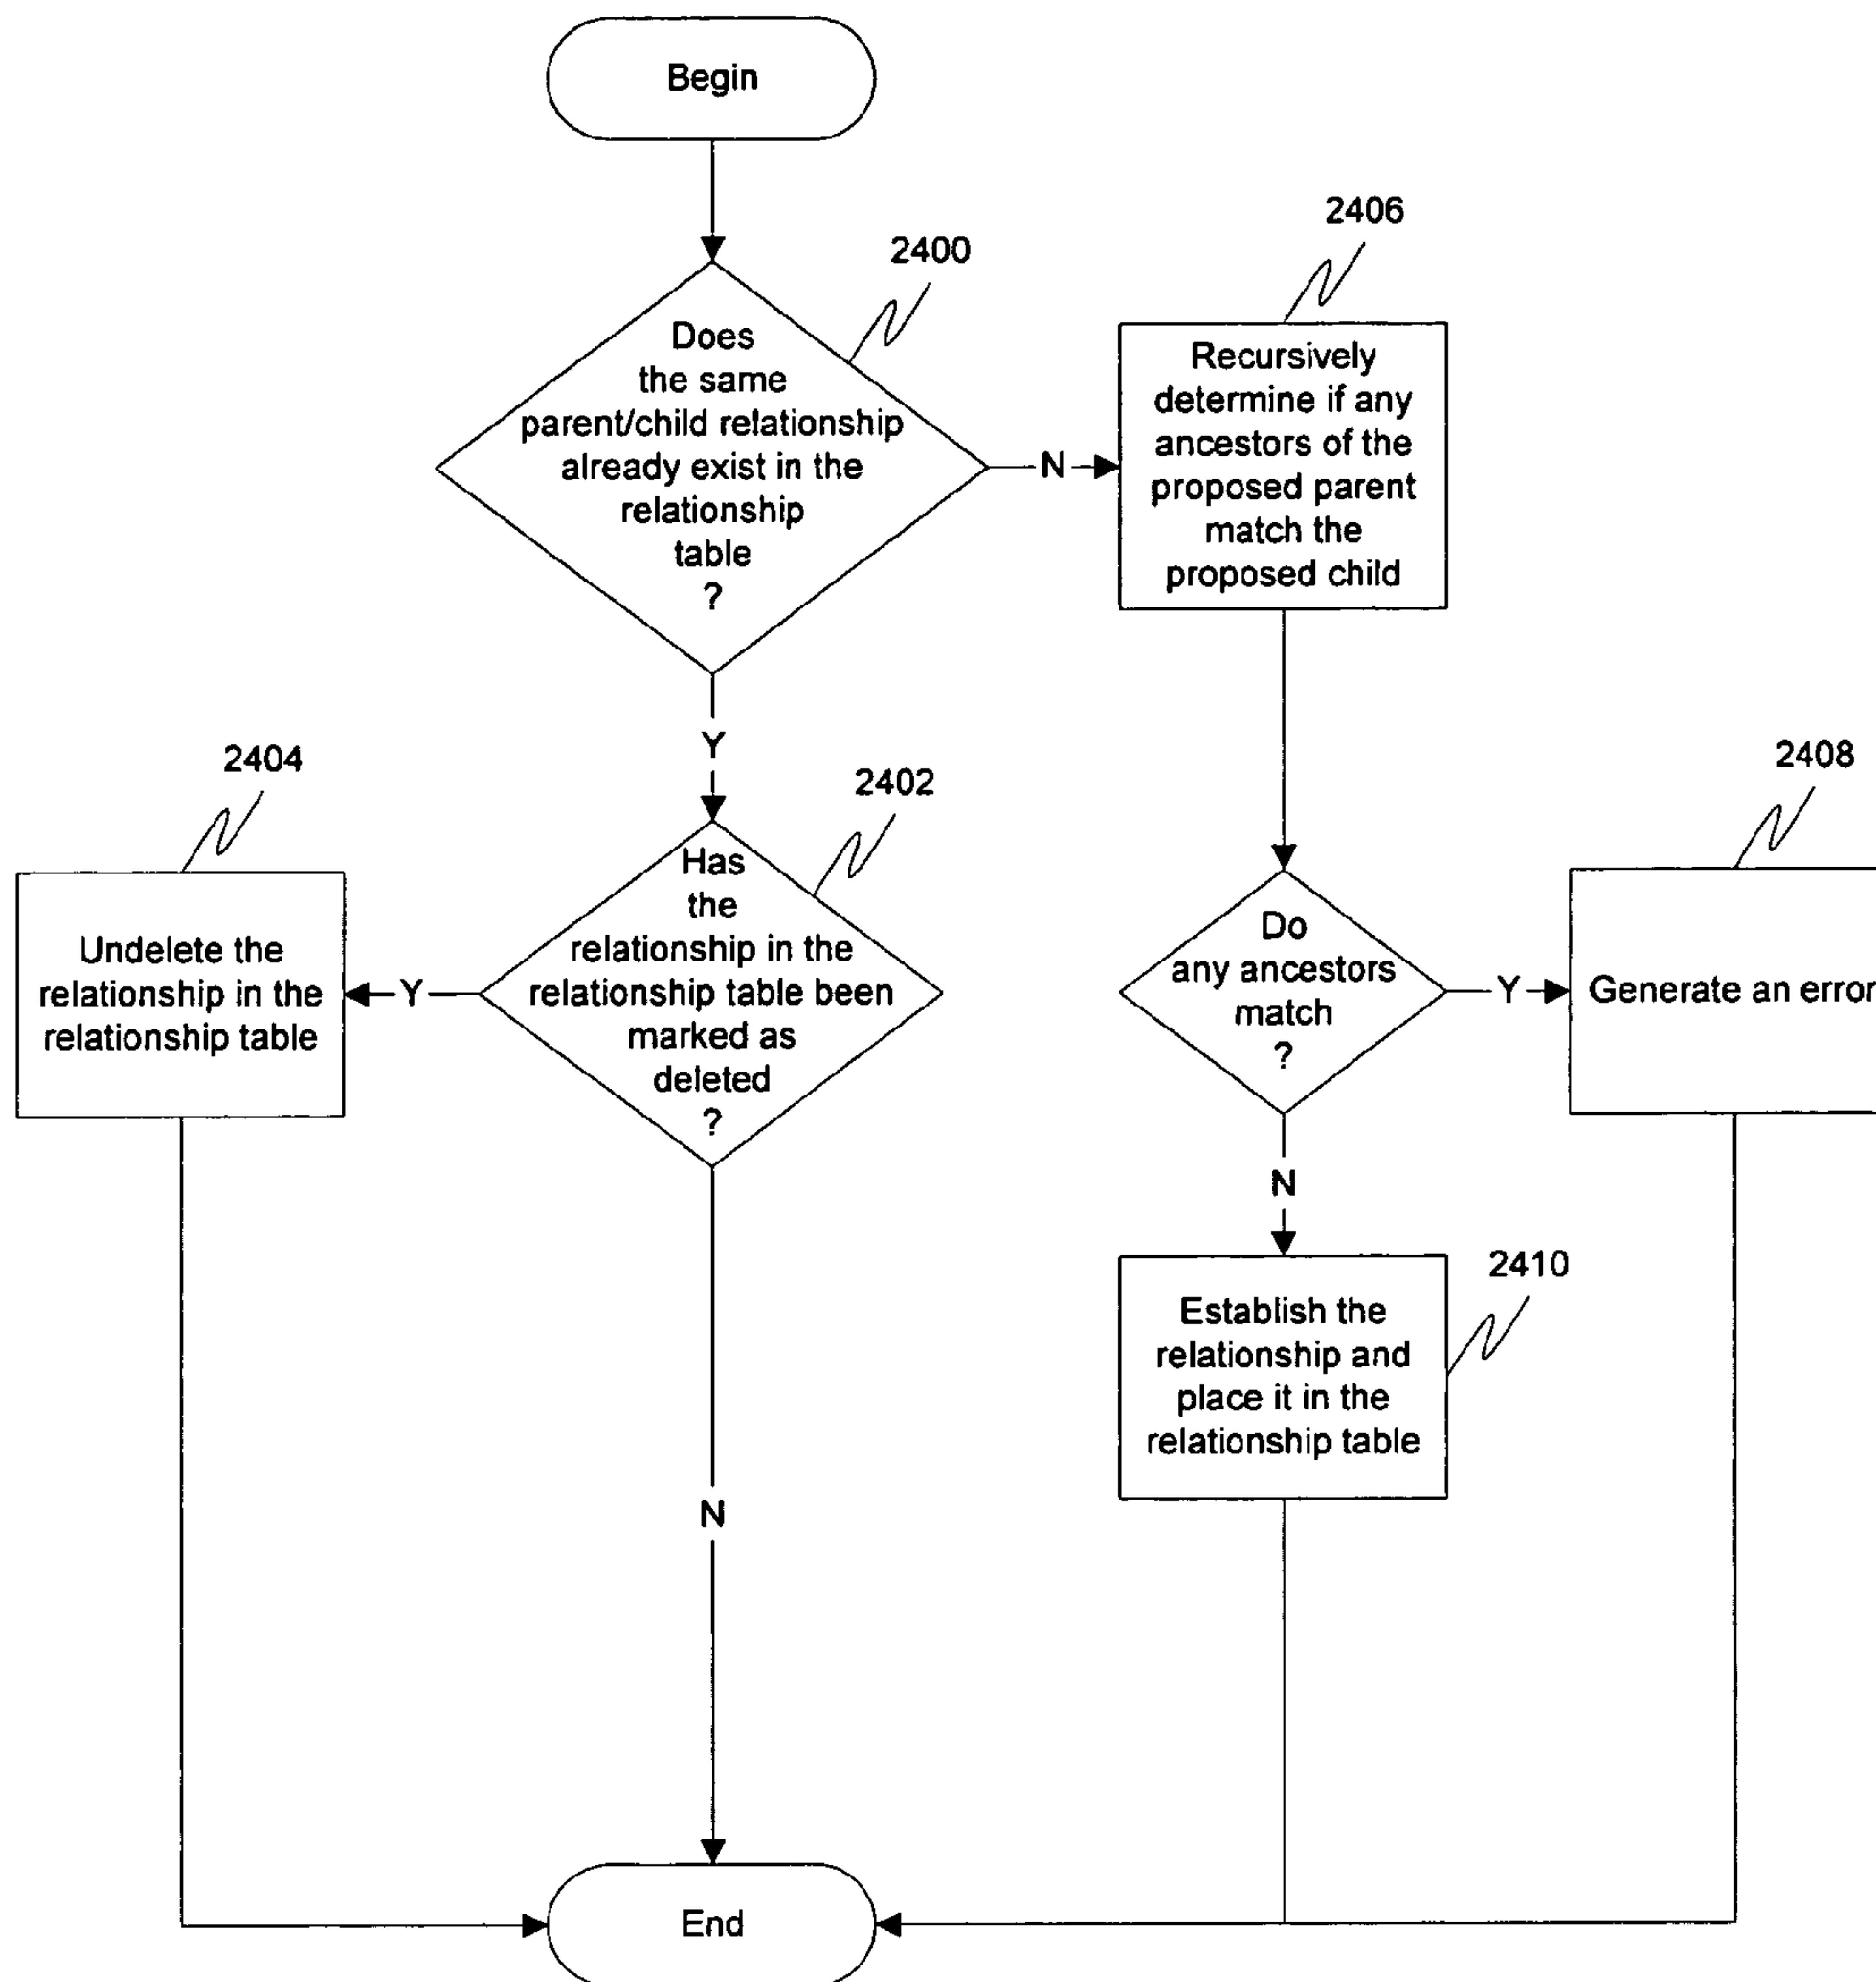 Begin
2400
Does
the same
parent/child relationship
already exist in the
relationship
table
?
N
2406
Recursively
determine if any
ancestors of the
proposed parent
match the
proposed child
Y
2404
Undelete the
relationship in the
relationship table
Y
2402
Has
the
relationship in the
relationship table been
marked as
deleted
?
N
Do
any ancestors
match
?
Y
2408
Generate an error
N
2410
Establish the
relationship and
place it in the
relationship table
End